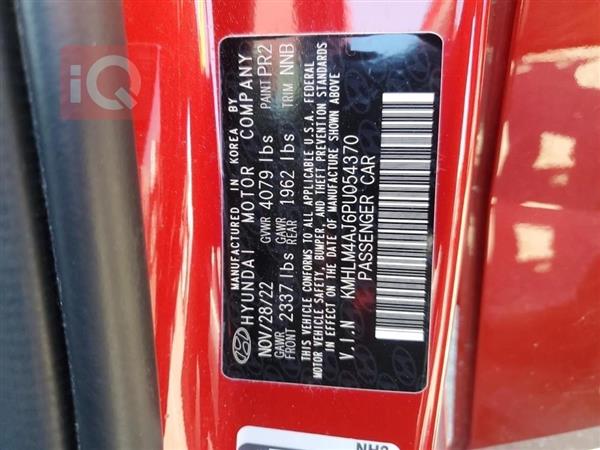 iQ
MANUFACTURED IN KOREA BY
HYUNDAI MOTOR COMPANY
NOV/28/22 GVWR 4079 lbs PAINT PR2
GAWR FRONT 2337 lbs GAWR REAR 1962 lbs TRIM NNB
THIS VEHICLE CONFORMS TO ALL APPLICABLE U.S.A. FEDERAL
MOTOR VEHICLE SAFETY, BUMPER, AND THEFT PREVENTION STANDARDS
IN EFFECT ON THE DATE OF MANUFACTURE SHOWN ABOVE
V.I.N KMHLM4AJ6PU054370
PASSENGER CAR